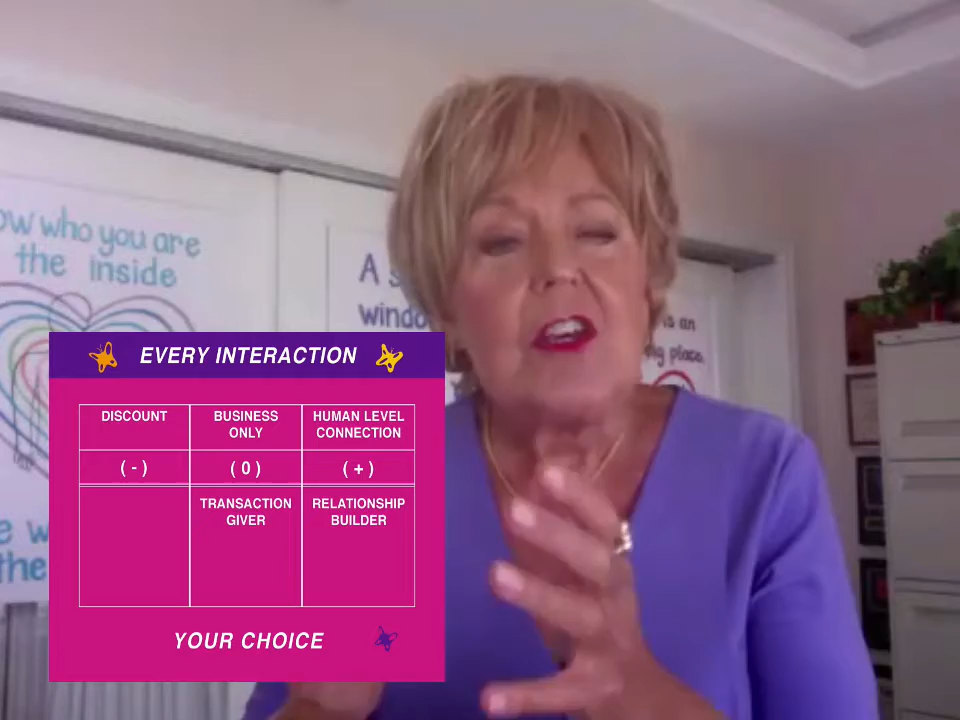 ow who you are
the inside
A s
windo
is an
place.
EVERY INTERACTION
DISCOUNT
BUSINESS
ONLY
HUMAN LEVEL
CONNECTION
( - )
( 0 )
( + )
TRANSACTION
GIVER
RELATIONSHIP
BUILDER
YOUR CHOICE
e w
the